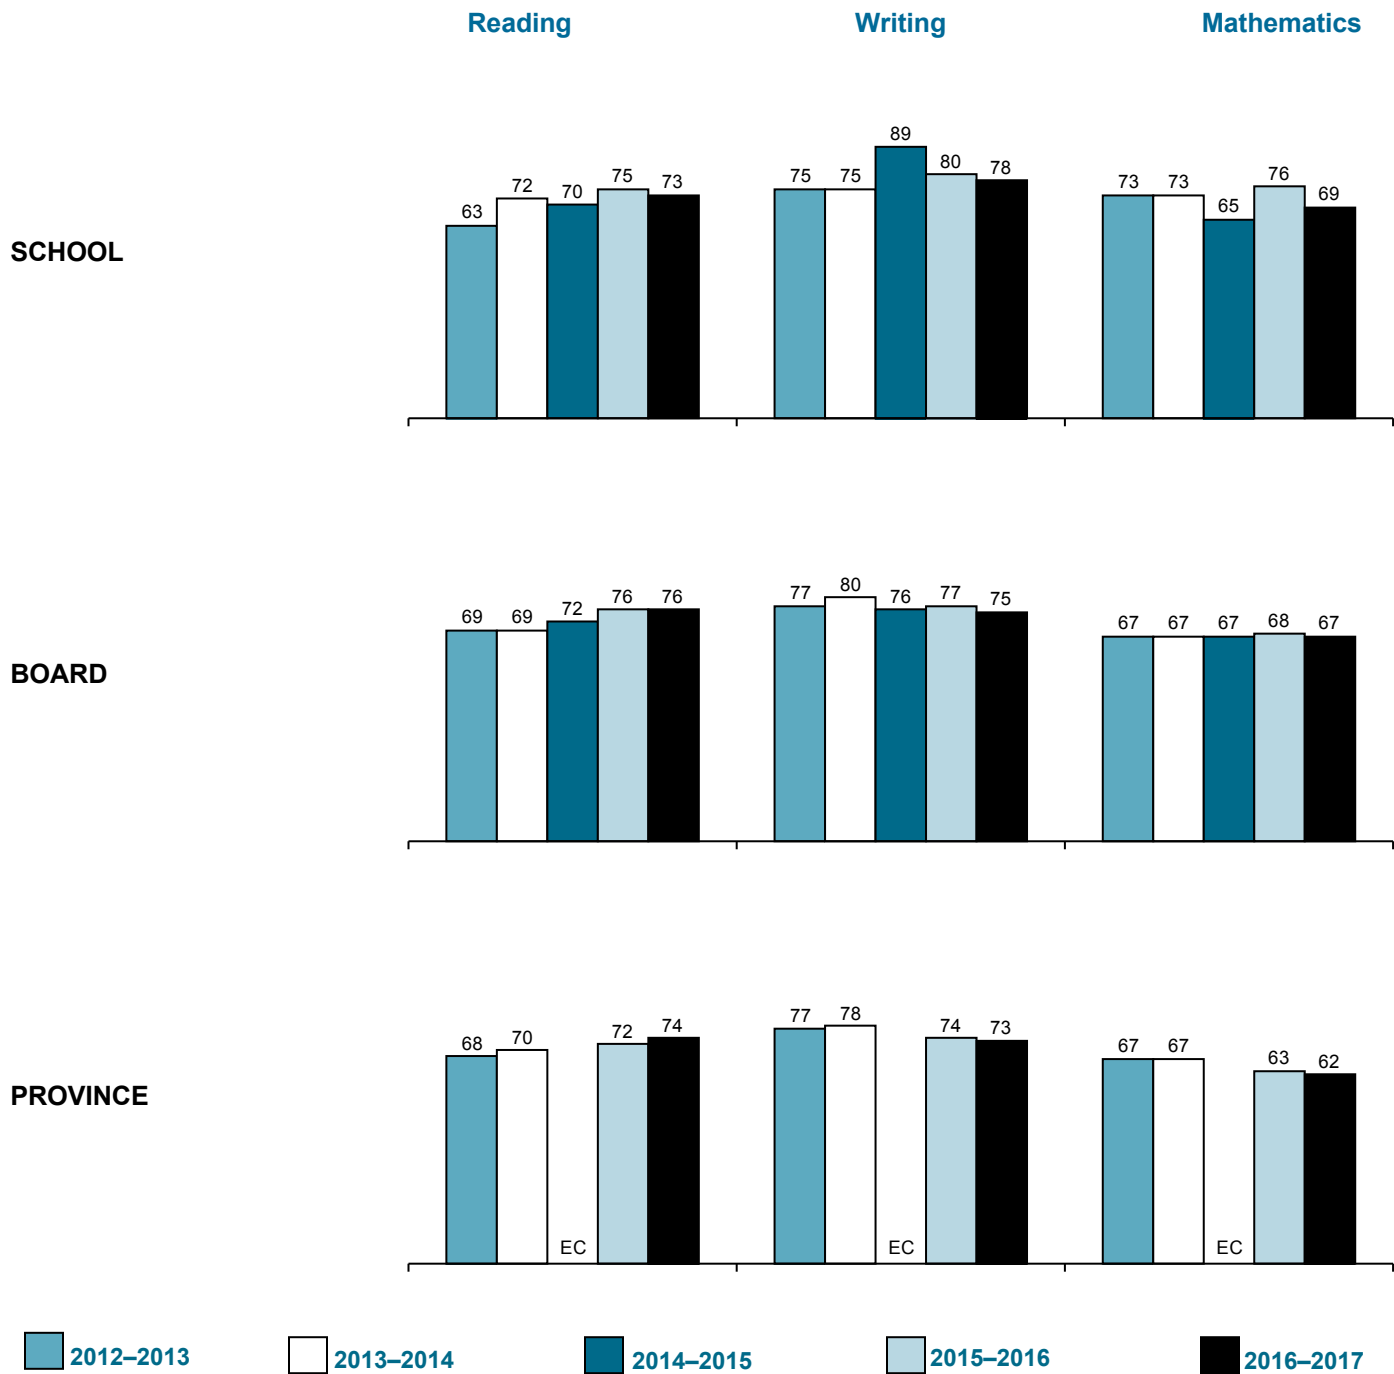 Reading Writing Mathematics
SCHOOL
63 72 70 75 73 75 75 89 80 78 73 73 65 76 69
BOARD
69 69 72 76 76 77 80 76 77 75 67 67 67 68 67
PROVINCE
68 70 EC 72 74 77 78 EC 74 73 67 67 EC 63 62
2012–2013 2013–2014 2014–2015 2015–2016 2016–2017